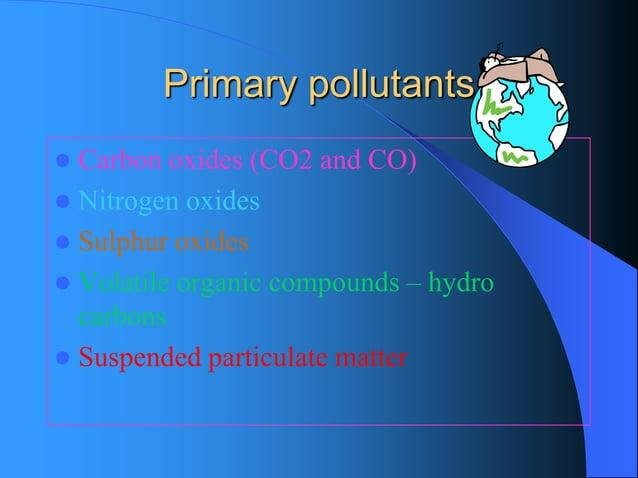 Primary pollutants
Carbon oxides (CO2 and CO)
Nitrogen oxides
Sulphur oxides
Volatile organic compounds – hydro
carbons
Suspended particulate matter